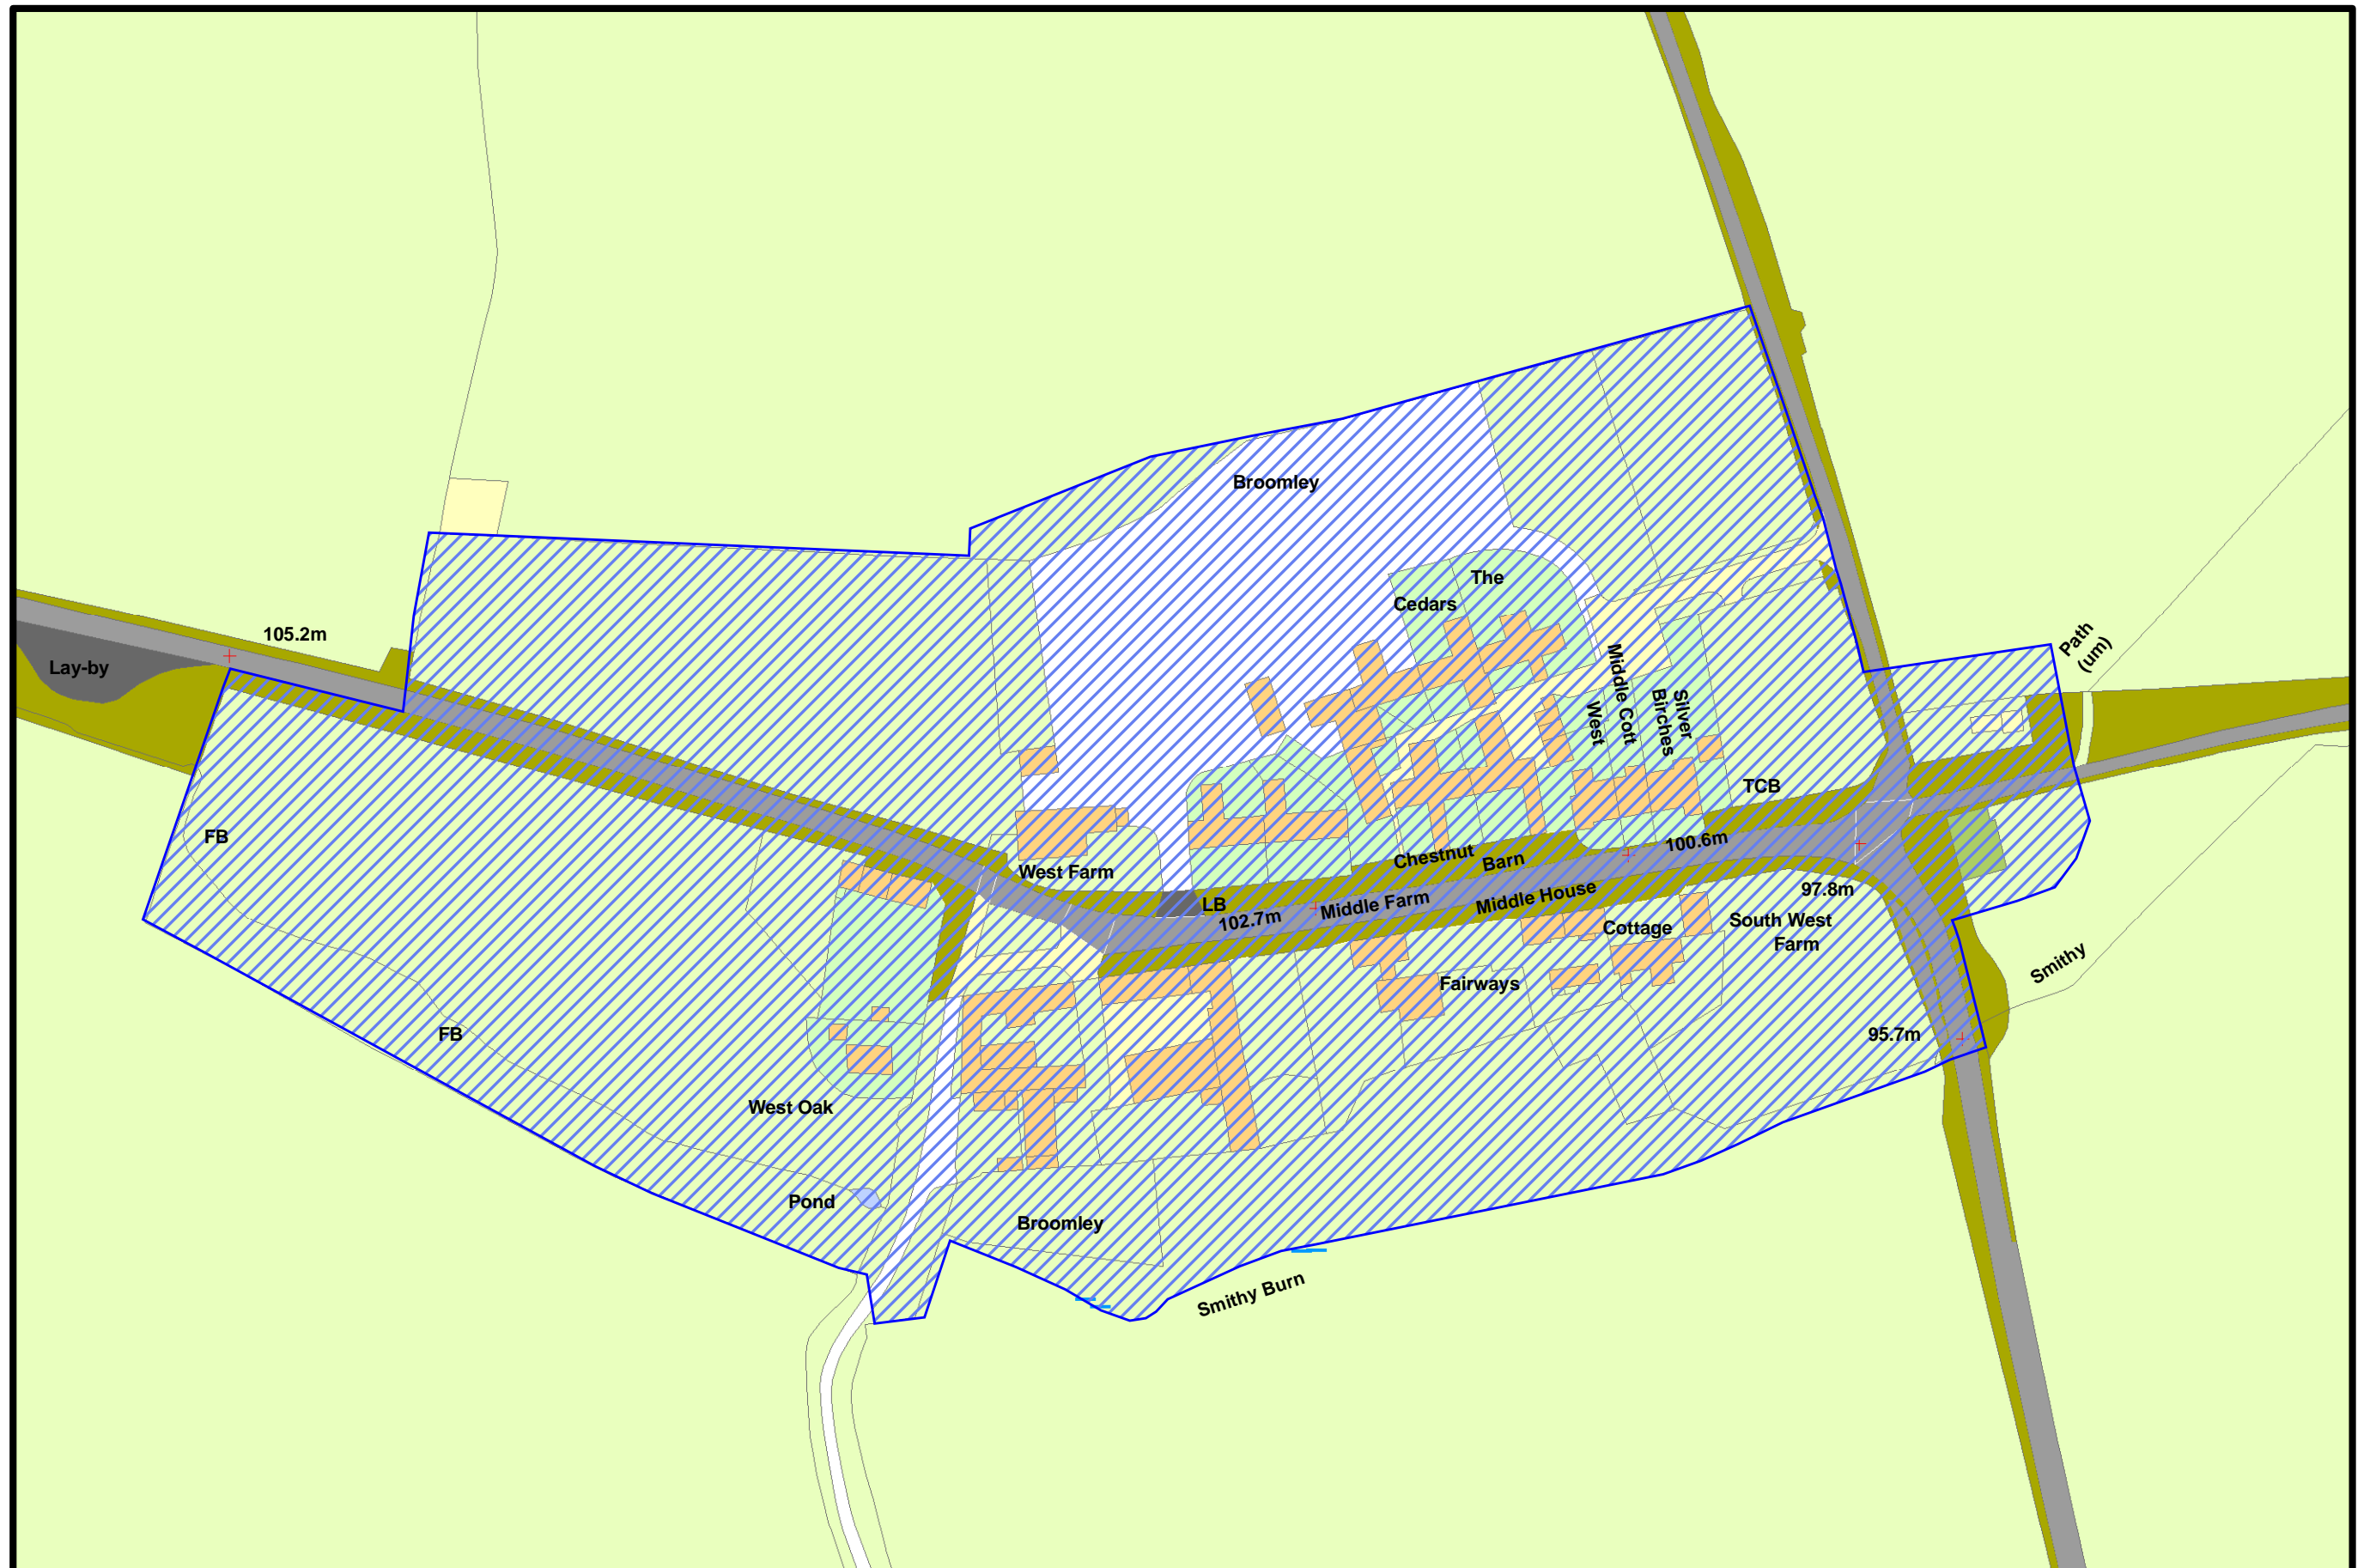 Broomley
The
Cedars
105.2m
Lay-by
Path
(um)
Middle Cott
West
Silver
Birches
TCB
FB
100.6m
Chestnut
Barn
West Farm
97.8m
LB
102.7m
Middle Farm
Middle House
Cottage
South West
Farm
Smithy
Fairways
FB
95.7m
West Oak
Pond
Broomley
Smithy Burn